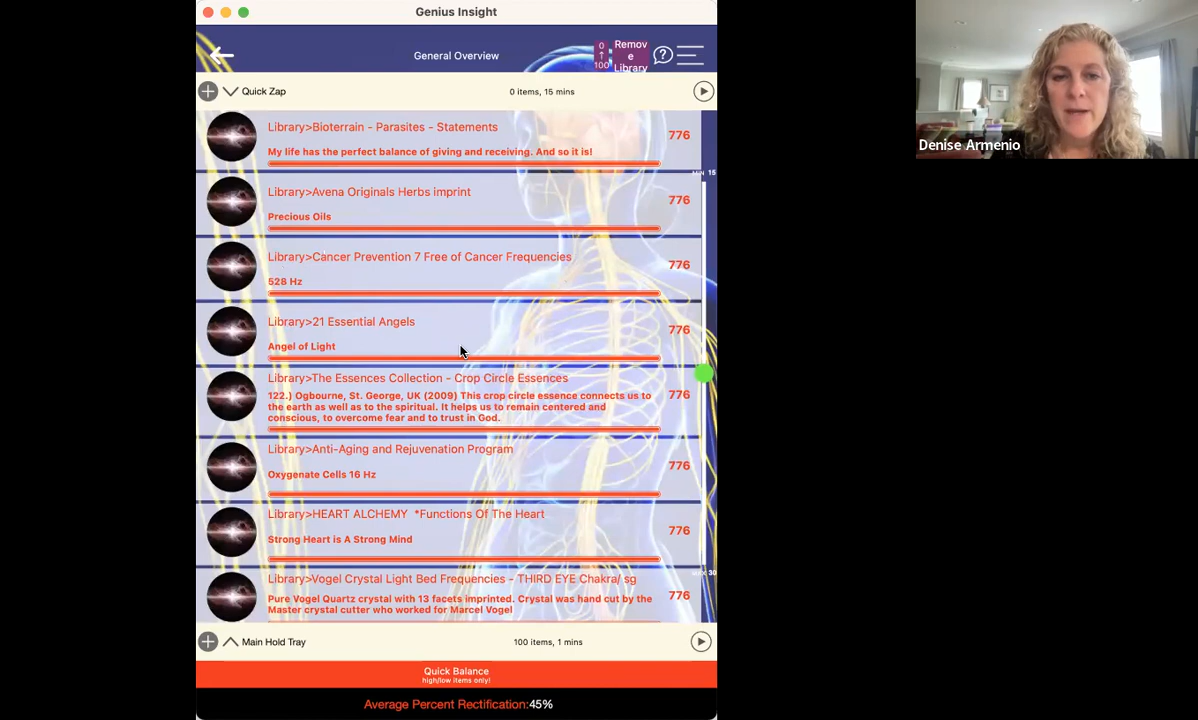 Genius Insight
General Overview
0
↑
100
Remov
e
Library
Quick Zap
0 items, 15 mins
Library>Bioterrain - Parasites - Statements
My life has the perfect balance of giving and receiving. And so it is!
776
MIN 15
Library>Avena Originals Herbs imprint
Precious Oils
776
Library>Cancer Prevention 7 Free of Cancer Frequencies
528 Hz
776
Library>21 Essential Angels
Angel of Light
776
Library>The Essences Collection - Crop Circle Essences
122.) Ogbourne, St. George, UK (2009) This crop circle essence connects us to
the earth as well as to the spiritual. It helps us to remain centered and
conscious, to overcome fear and to trust in God.
776
Library>Anti-Aging and Rejuvenation Program
Oxygenate Cells 16 Hz
776
Library>HEART ALCHEMY *Functions Of The Heart
Strong Heart is A Strong Mind
776
Library>Vogel Crystal Light Bed Frequencies - THIRD EYE Chakra/ sg
Pure Vogel Quartz crystal with 13 facets imprinted. Crystal was hand cut by the
Master crystal cutter who worked for Marcel Vogel
776
Main Hold Tray
100 items, 1 mins
Quick Balance
high/low items only!
Average Percent Rectification:45%
Denise Armenio